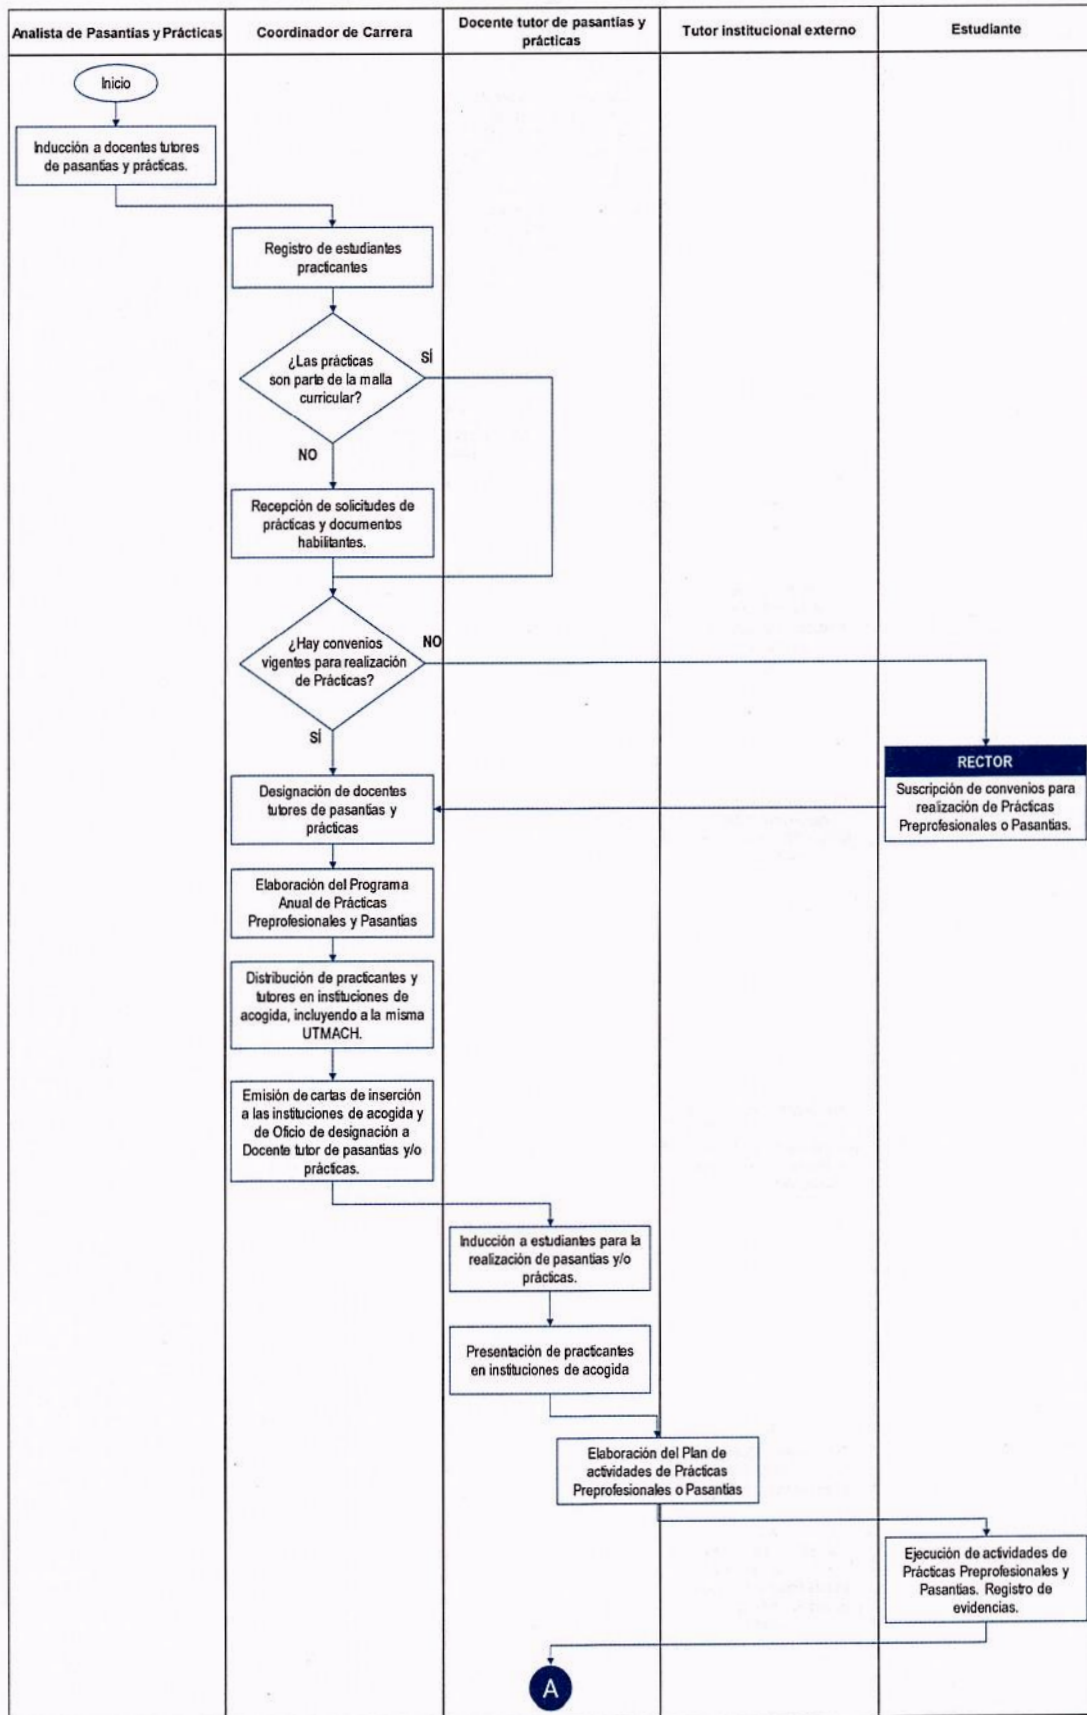 Analista de Pasantías y Prácticas
Coordinador de Carrera
Docente tutor de pasantías y
prácticas
Tutor institucional externo
Estudiante
Inicio
Inducción a docentes tutores
de pasantías y prácticas.
Registro de estudiantes
practicantes
¿Las prácticas
son parte de la malla
curricular?
SÍ
NO
Recepción de solicitudes de
prácticas y documentos
habilitantes.
¿Hay convenios
vigentes para realización
de Prácticas?
NO
SÍ
RECTOR
Suscripción de convenios para
realización de Prácticas
Preprofesionales o Pasantías.
Designación de docentes
tutores de pasantías y
prácticas
Elaboración del Programa
Anual de Prácticas
Preprofesionales y Pasantías
Distribución de practicantes y
tutores en instituciones de
acogida, incluyendo a la misma
UTMACH.
Emisión de cartas de inserción
a las instituciones de acogida y
de Oficio de designación a
Docente tutor de pasantías y/o
prácticas.
Inducción a estudiantes para la
realización de pasantías y/o
prácticas.
Presentación de practicantes
en instituciones de acogida
Elaboración del Plan de
actividades de Prácticas
Preprofesionales o Pasantías
Ejecución de actividades de
Prácticas Preprofesionales y
Pasantías. Registro de
evidencias.
A